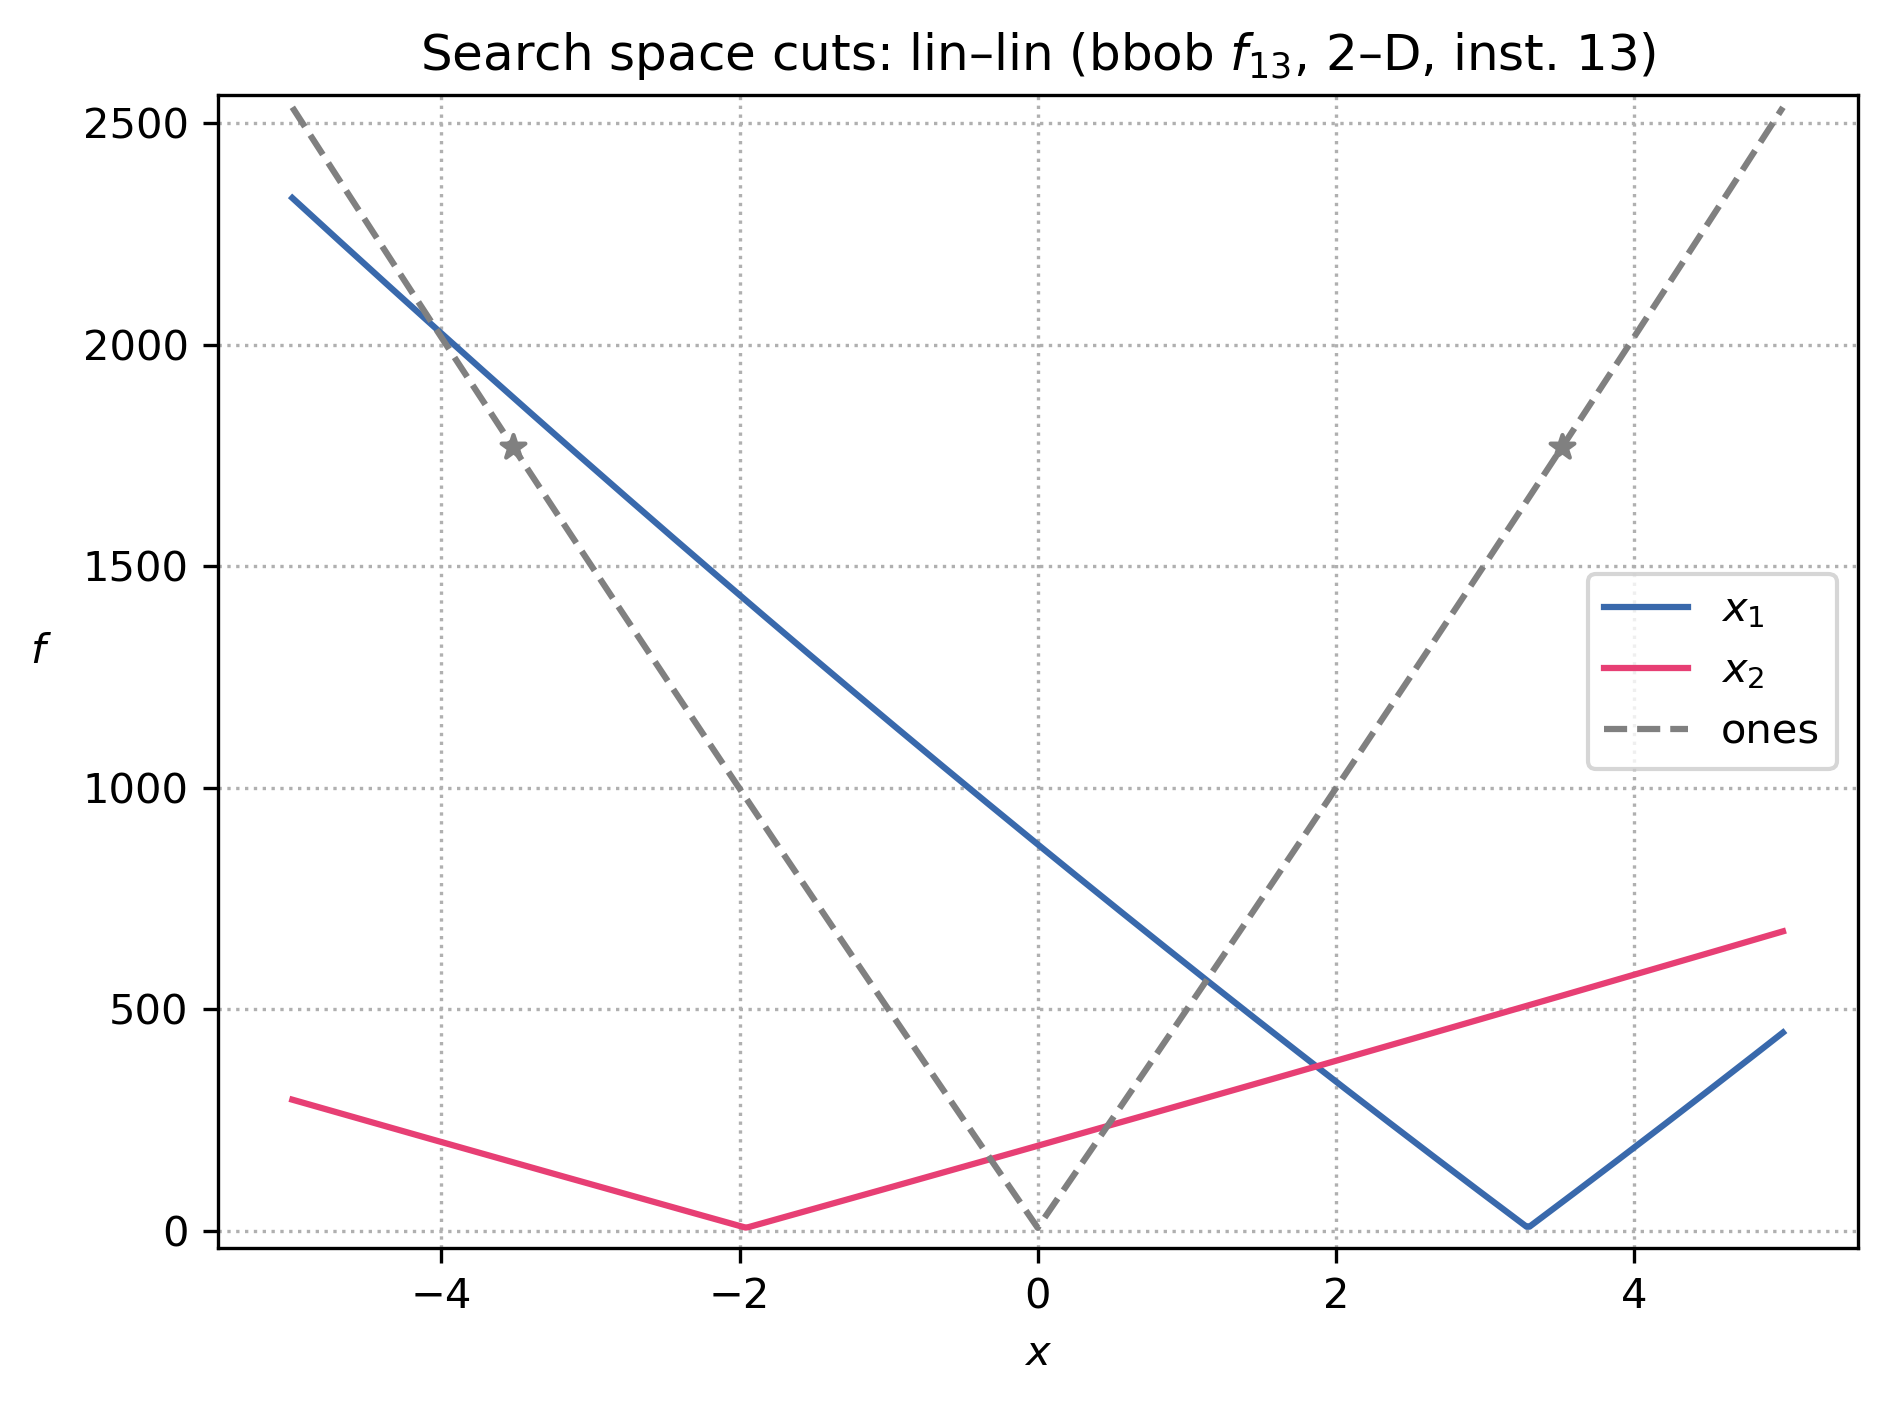 Search space cuts: lin–lin (bbob f₁₃, 2–D, inst. 13)
2500
2000
1500
1000
500
0
f
x₁
x₂
ones
−4 −2 0 2 4
x